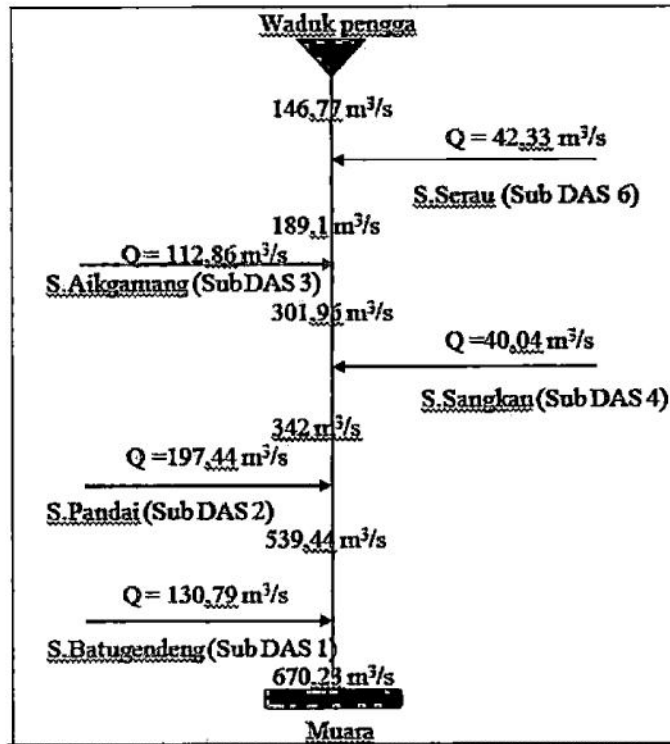 Waduk pengga
146,77 m³/s
Q = 42,33 m³/s
S.Serau (Sub DAS 6)
189,1 m³/s
Q = 112,86 m³/s
S.Aikgamang (Sub DAS 3)
301,96 m³/s
Q =40,04 m³/s
S.Sangkan (Sub DAS 4)
342 m³/s
Q =197,44 m³/s
S.Pandai (Sub DAS 2)
539,44 m³/s
Q = 130,79 m³/s
S.Batugendeng (Sub DAS 1)
670,23 m³/s
Muara